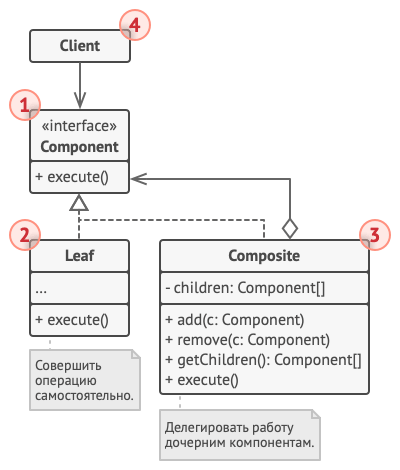 4
Client
1
«interface»
Component
+ execute()
2
Leaf
...
+ execute()
Совершить
операцию
самостоятельно.
3
Composite
- children: Component[]
+ add(c: Component)
+ remove(c: Component)
+ getChildren(): Component[]
+ execute()
Делегировать работу
дочерним компонентам.